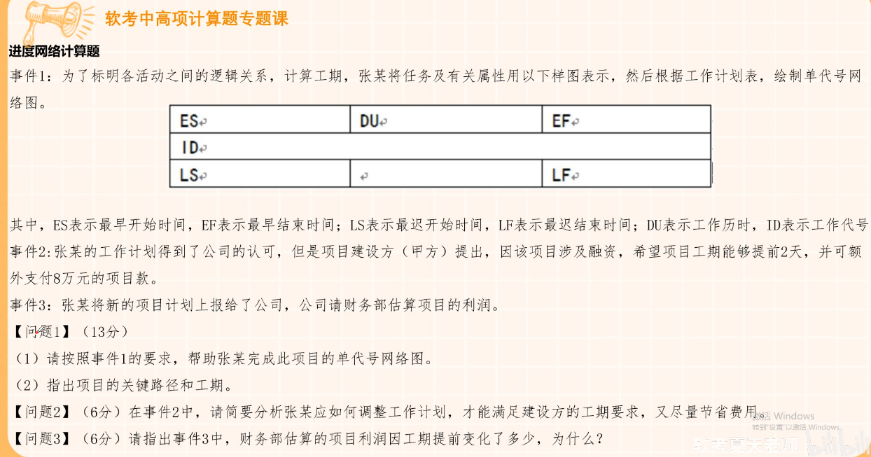 软考中高项计算题专题课
进度网络计算题
事件1：为了标明各活动之间的逻辑关系，计算工期，张某将任务及有关属性用以下样图表示，然后根据工作计划表，绘制单代号网
络图。
ES DU EF
ID
LS LF
其中，ES表示最早开始时间，EF表示最早结束时间；LS表示最迟开始时间，LF表示最迟结束时间；DU表示工作历时，ID表示工作代号
事件2:张某的工作计划得到了公司的认可，但是项目建设方（甲方）提出，因该项目涉及融资，希望项目工期能够提前2天，并可额
外支付8万元的项目款。
事件3：张某将新的项目计划上报给了公司，公司请财务部估算项目的利润。
【问题1】（13分）
（1）请按照事件1的要求，帮助张某完成此项目的单代号网络图。
（2）指出项目的关键路径和工期。
【问题2】（6分）在事件2中，请简要分析张某应如何调整工作计划，才能满足建设方的工期要求，又尽量节省费用。
Windows
转到"设置"以激活 Windows。
【问题3】（6分）请指出事件3中，财务部估算的项目利润因工期提前变化了多少，为什么？
bilibili